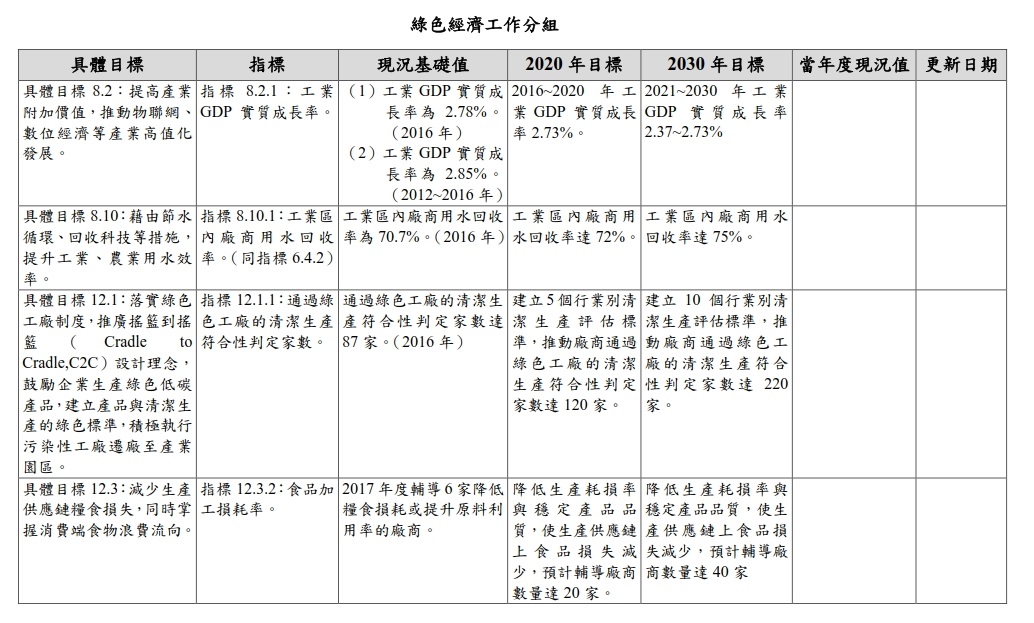 綠色經濟工作分組
具體目標
指標
現況基礎值
2020 年目標
2030 年目標
當年度現況值
更新日期
具體目標 8.2：提高產業
附加價值，推動物聯網、
數位經濟等產業高值化
發展。
指標 8.2.1：工業
GDP 實質成長率。
（1）工業 GDP 實質成
長率為 2.78%。
（2016 年）
（2）工業 GDP 實質成
長率為 2.85%。
（2012~2016 年）
2016~2020 年工
業 GDP 實質成長
率 2.73%。
2021~2030 年工業
GDP 實質成長率
2.37~2.73%
具體目標 8.10：藉由節水
循環、回收科技等措施，
提升工業、農業用水效
率。
指標 8.10.1：工業區
內廠商用水回收
率。（同指標 6.4.2）
工業區內廠商用水回收
率為 70.7%。（2016 年）
工業區內廠商用
水回收率達 72%。
工業區內廠商用水
回收率達 75%。
具體目標 12.1：落實綠色
工廠制度，推廣搖籃到搖
籃（Cradle to
Cradle,C2C）設計理念，
鼓勵企業生產綠色低碳
產品，建立產品與清潔生
產的綠色標準，積極執行
污染性工廠遷廠至產業
園區。
指標 12.1.1：通過綠
色工廠的清潔生產
符合性判定家數。
通過綠色工廠的清潔生
產符合性判定家數達
87 家。（2016 年）
建立 5 個行業別清
潔生產評估標
準，推動廠商通過
綠色工廠的清潔
生產符合性判定
家數達 120 家。
建立 10 個行業別清
潔生產評估標準，推
動廠商通過綠色工
廠的清潔生產符合
性判定家數達 220
家。
具體目標 12.3：減少生產
供應鏈糧食損失，同時掌
握消費端食物浪費流向。
指標 12.3.2：食品加
工損耗率。
2017 年度輔導 6 家降低
糧食損耗或提升原料利
用率的廠商。
降低生產耗損率
與穩定產品品
質，使生產供應鏈
上食品損失減
少，預計輔導廠商
數量達 20 家。
降低生產耗損率與
穩定產品品質，使生
產供應鏈上食品損
失減少，預計輔導廠
商數量達 40 家